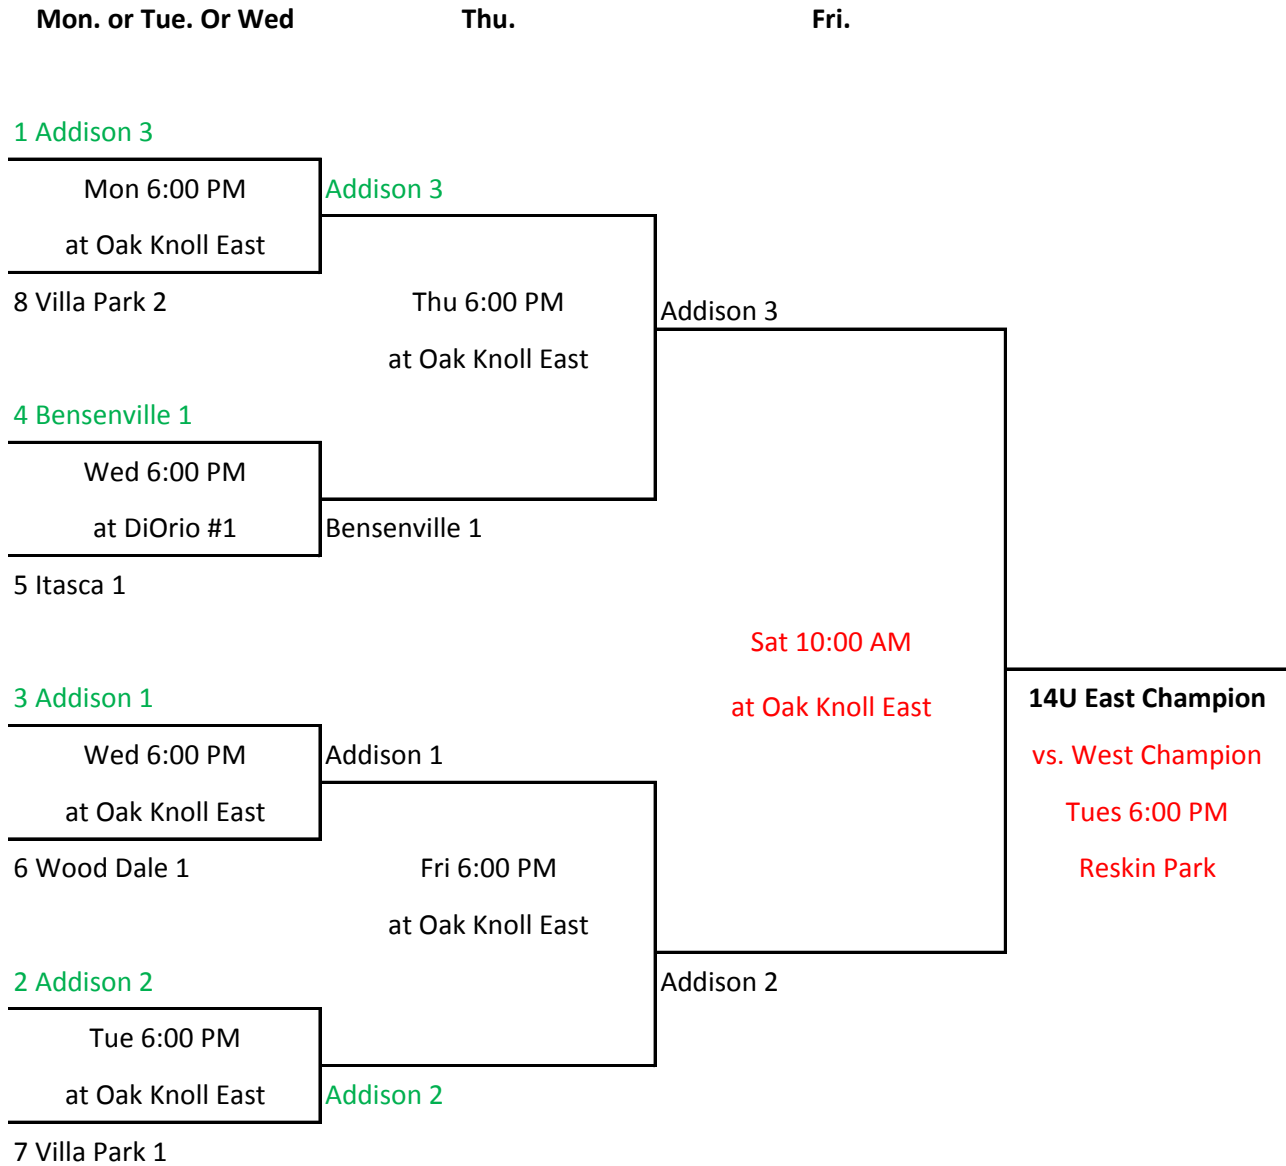 Mon. or Tue. Or Wed Thu. Fri.
1 Addison 3
Mon 6:00 PM Addison 3
at Oak Knoll East
8 Villa Park 2 Thu 6:00 PM Addison 3
at Oak Knoll East
4 Bensenville 1
Wed 6:00 PM
at DiOrio #1 Bensenville 1
5 Itasca 1
Sat 10:00 AM
3 Addison 1 at Oak Knoll East 14U East Champion
Wed 6:00 PM Addison 1 vs. West Champion
at Oak Knoll East Tues 6:00 PM
6 Wood Dale 1 Fri 6:00 PM Reskin Park
at Oak Knoll East
2 Addison 2 Addison 2
Tue 6:00 PM
at Oak Knoll East Addison 2
7 Villa Park 1